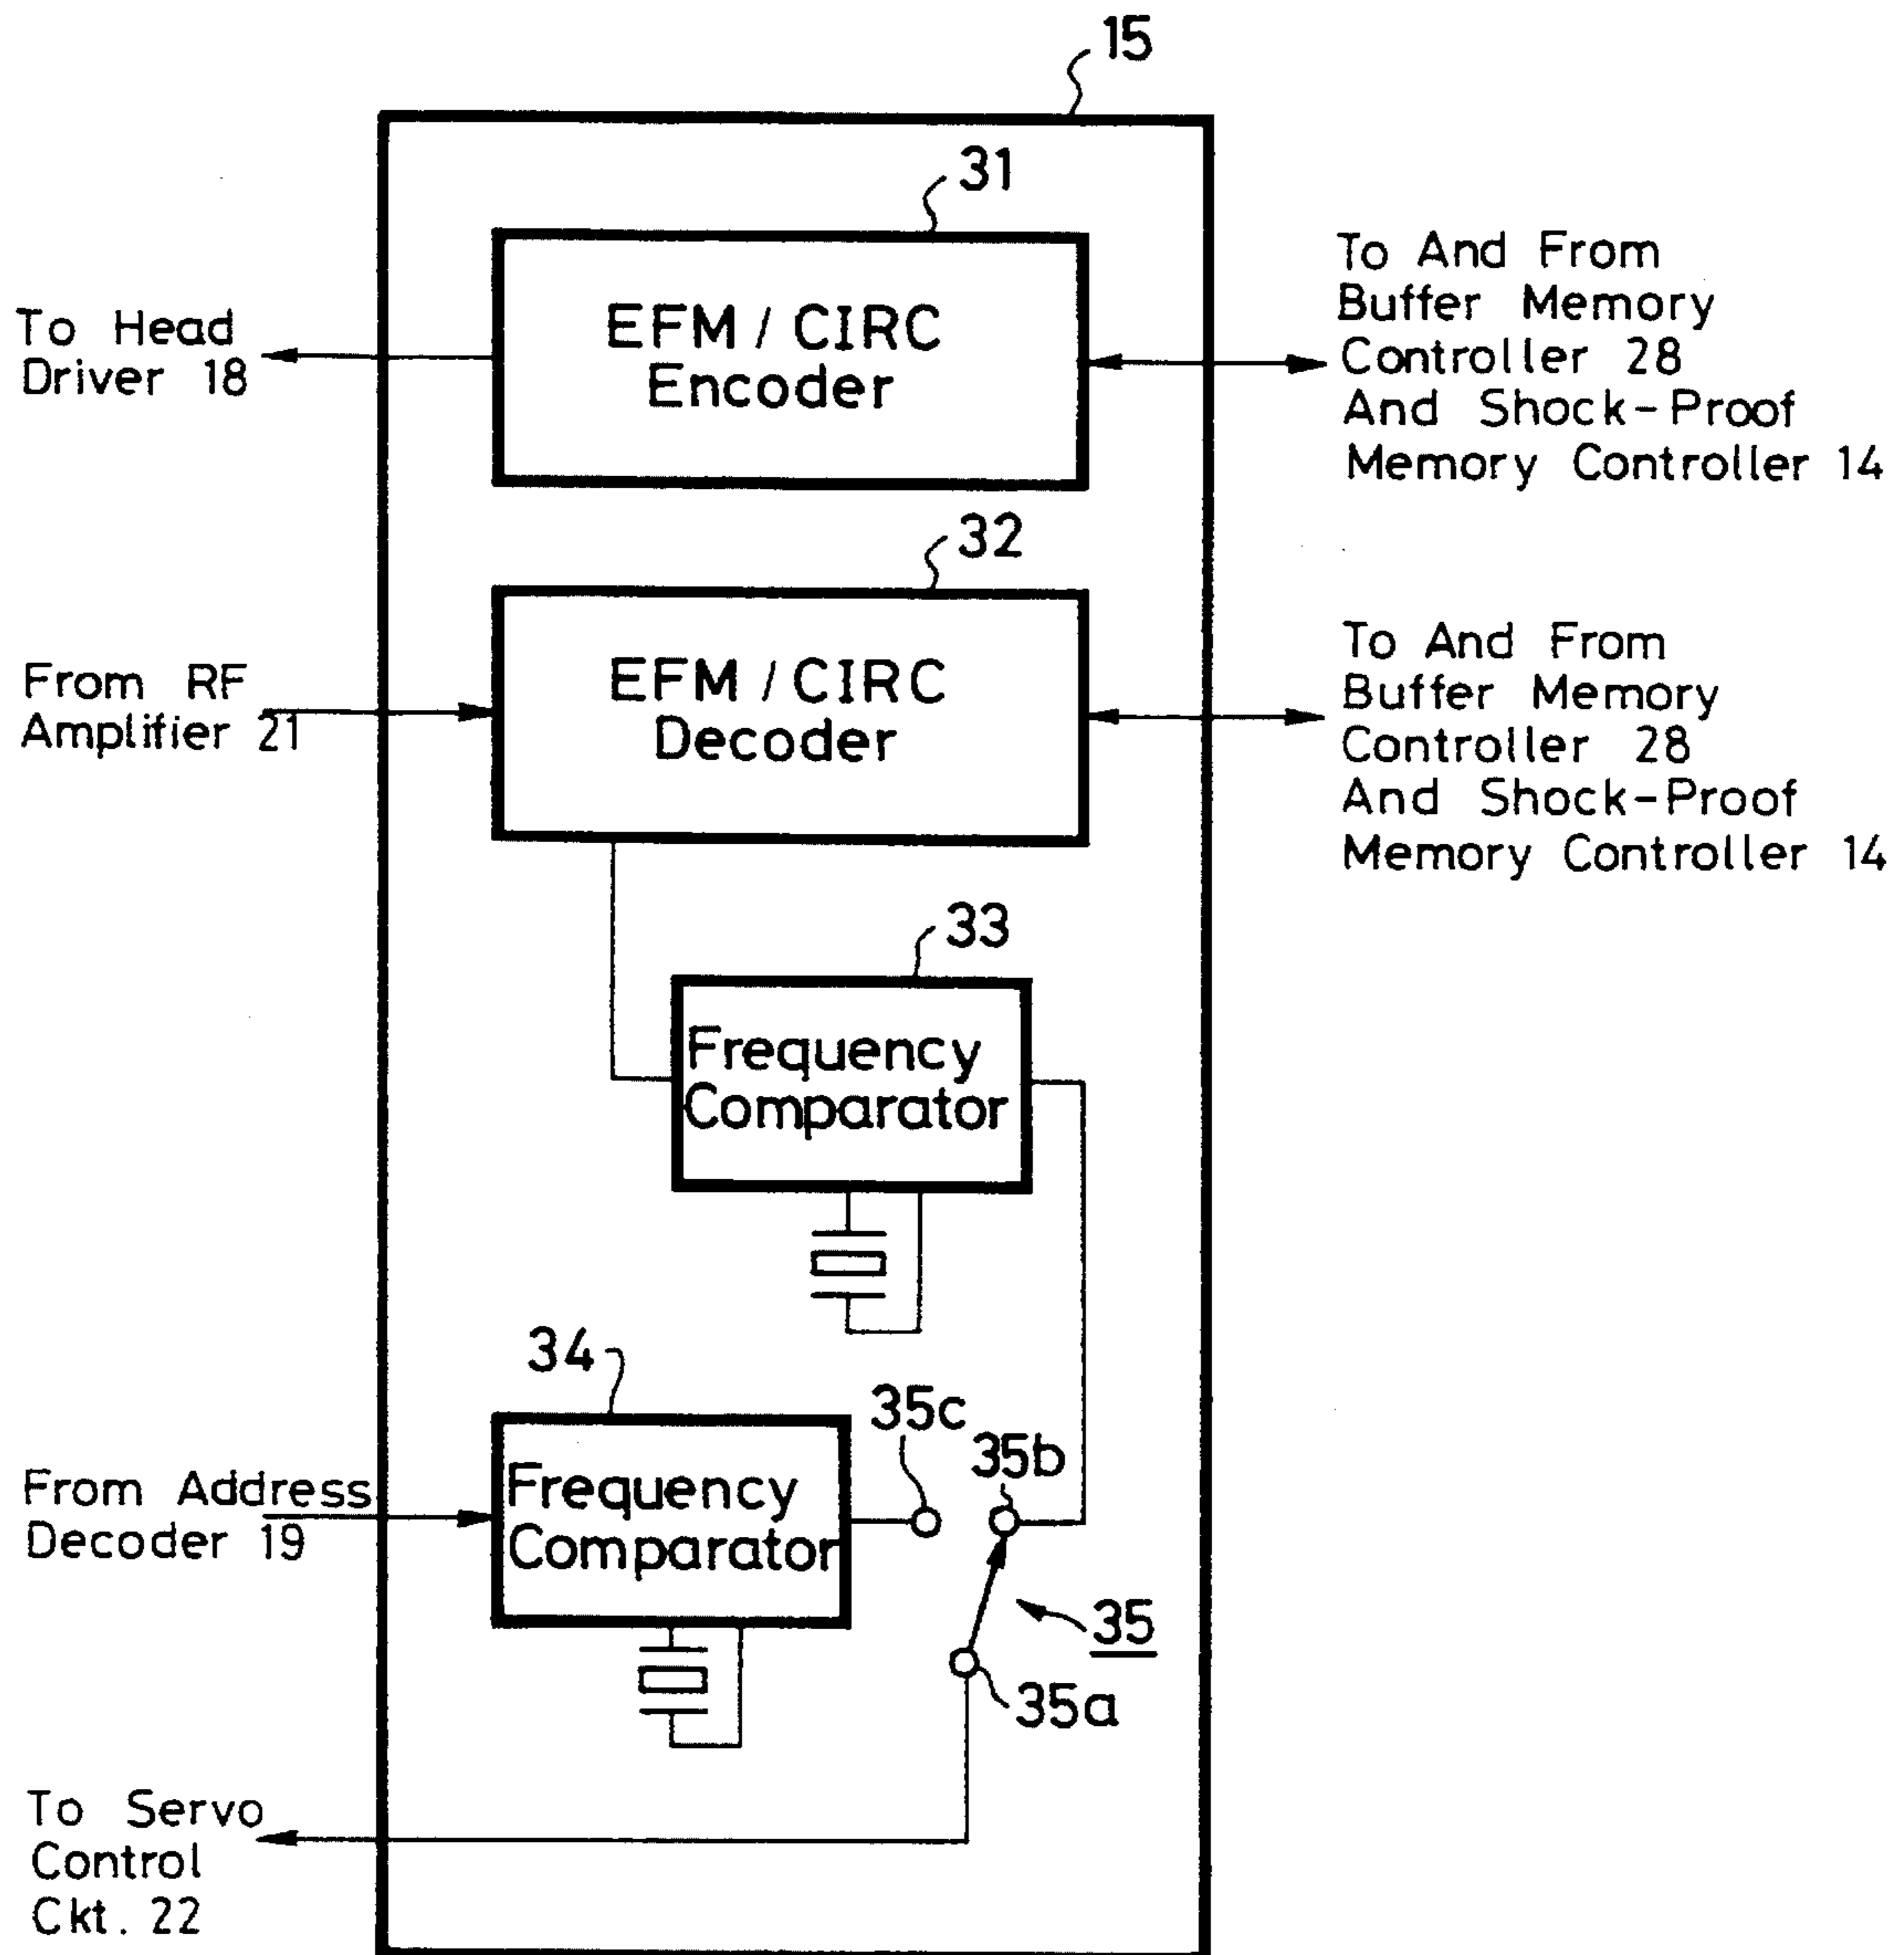 15
31
To Head
Driver 18
EFM / CIRC
Encoder
To And From
Buffer Memory
Controller 28
And Shock-Proof
Memory Controller 14
32
From RF
Amplifier 21
EFM / CIRC
Decoder
To And From
Buffer Memory
Controller 28
And Shock-Proof
Memory Controller 14
33
Frequency
Comparator
34
35c
35b
From Address
Decoder 19
Frequency
Comparator
35
35a
To Servo
Control
Ckt. 22